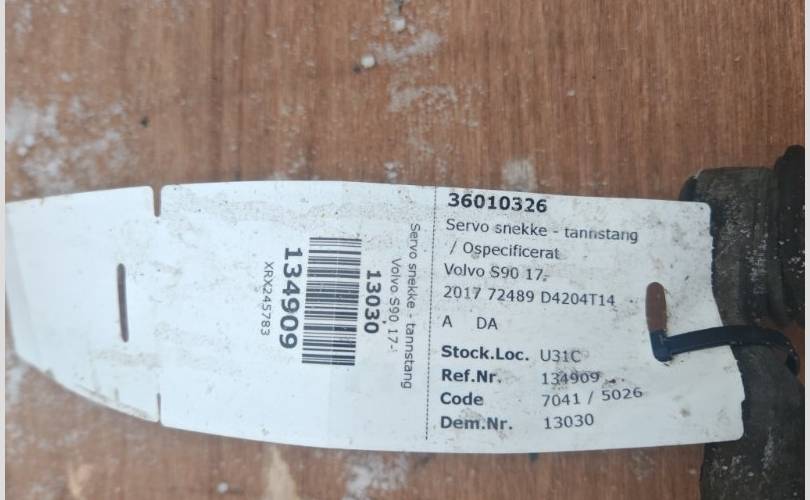 36010326
Servo snekke - tannstang
/ Ospecificerat
Volvo S90 17-
2017 72489 D4204T14
A DA
Stock.Loc. U31C
Ref.Nr. 134909
Code 7041 / 5026
Dem.Nr. 13030
Servo snekke - tannstang
Volvo S90 17-
13030
134909
XRX245783